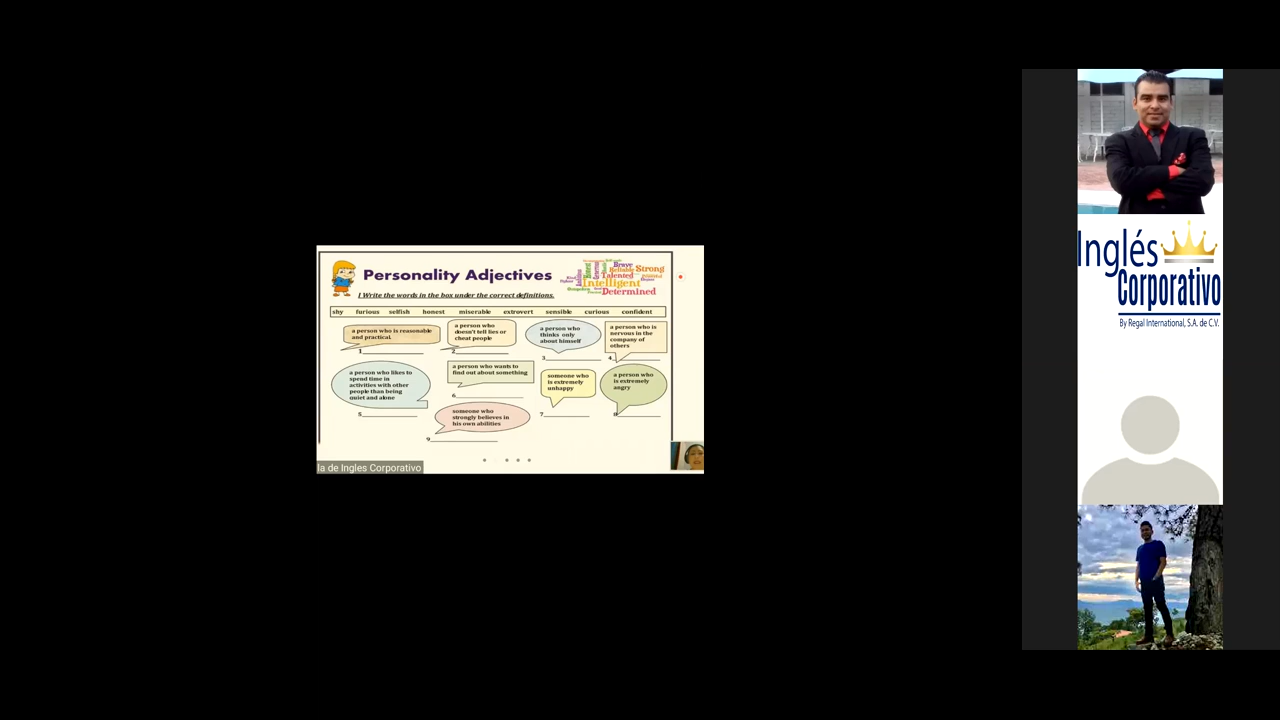 Personality Adjectives
I Write the words in the box under the correct definitions.
Brave
Reliable Strong
Talented
Intelligent
Determined
shy furious selfish honest miserable extrovert sensible curious confident
a person who is reasonable
and practical.
1
a person who
doesn't tell lies or
cheat people
2
a person who
thinks only
about himself
3
a person who is
nervous in the
company of
others
4
a person who likes to
spend time in
activities with other
people than being
quiet and alone
5
a person who wants to
find out about something
6
someone who
is extremely
unhappy
7
a person who
is extremely
angry
8
someone who
strongly believes in
his own abilities
9
la de Ingles Corporativo
Inglés
Corporativo
By Regal International, S.A. de C.V.